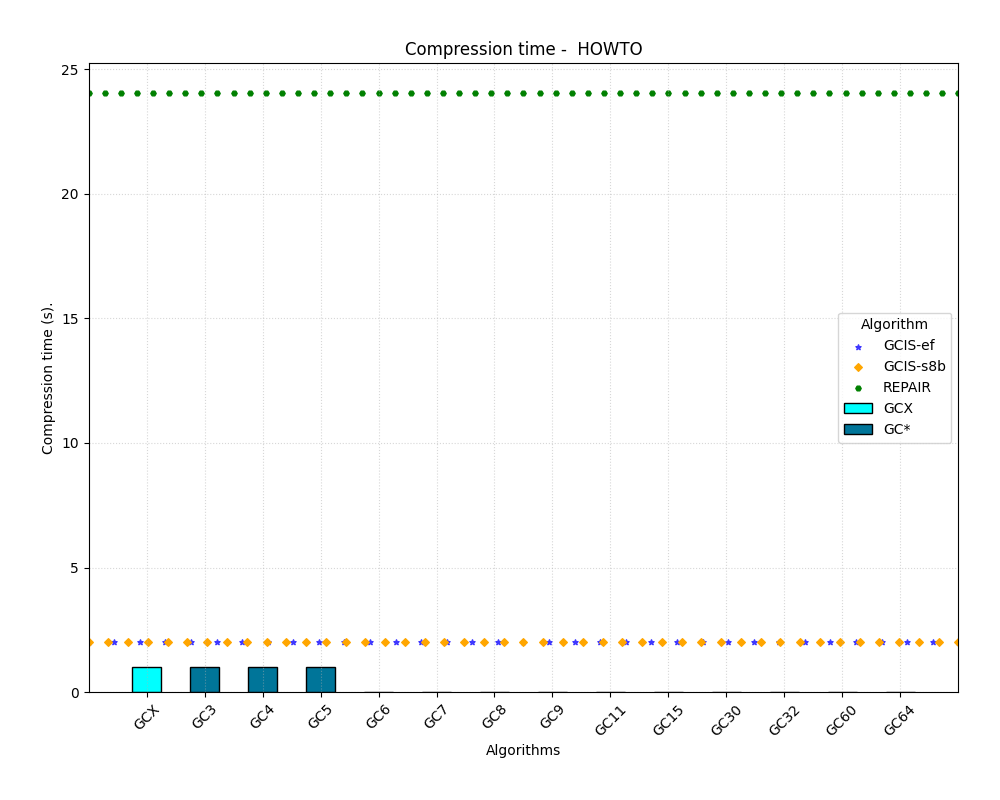 Compression time -  HOWTO
25
20
15
10
5
0
Compression time (s).
Algorithm
GCIS-ef
GCIS-s8b
REPAIR
GCX
GC*
GCX
GC3
GC4
GC5
GC6
GC7
GC8
GC9
GC11
GC15
GC30
GC32
GC60
GC64
Algorithms